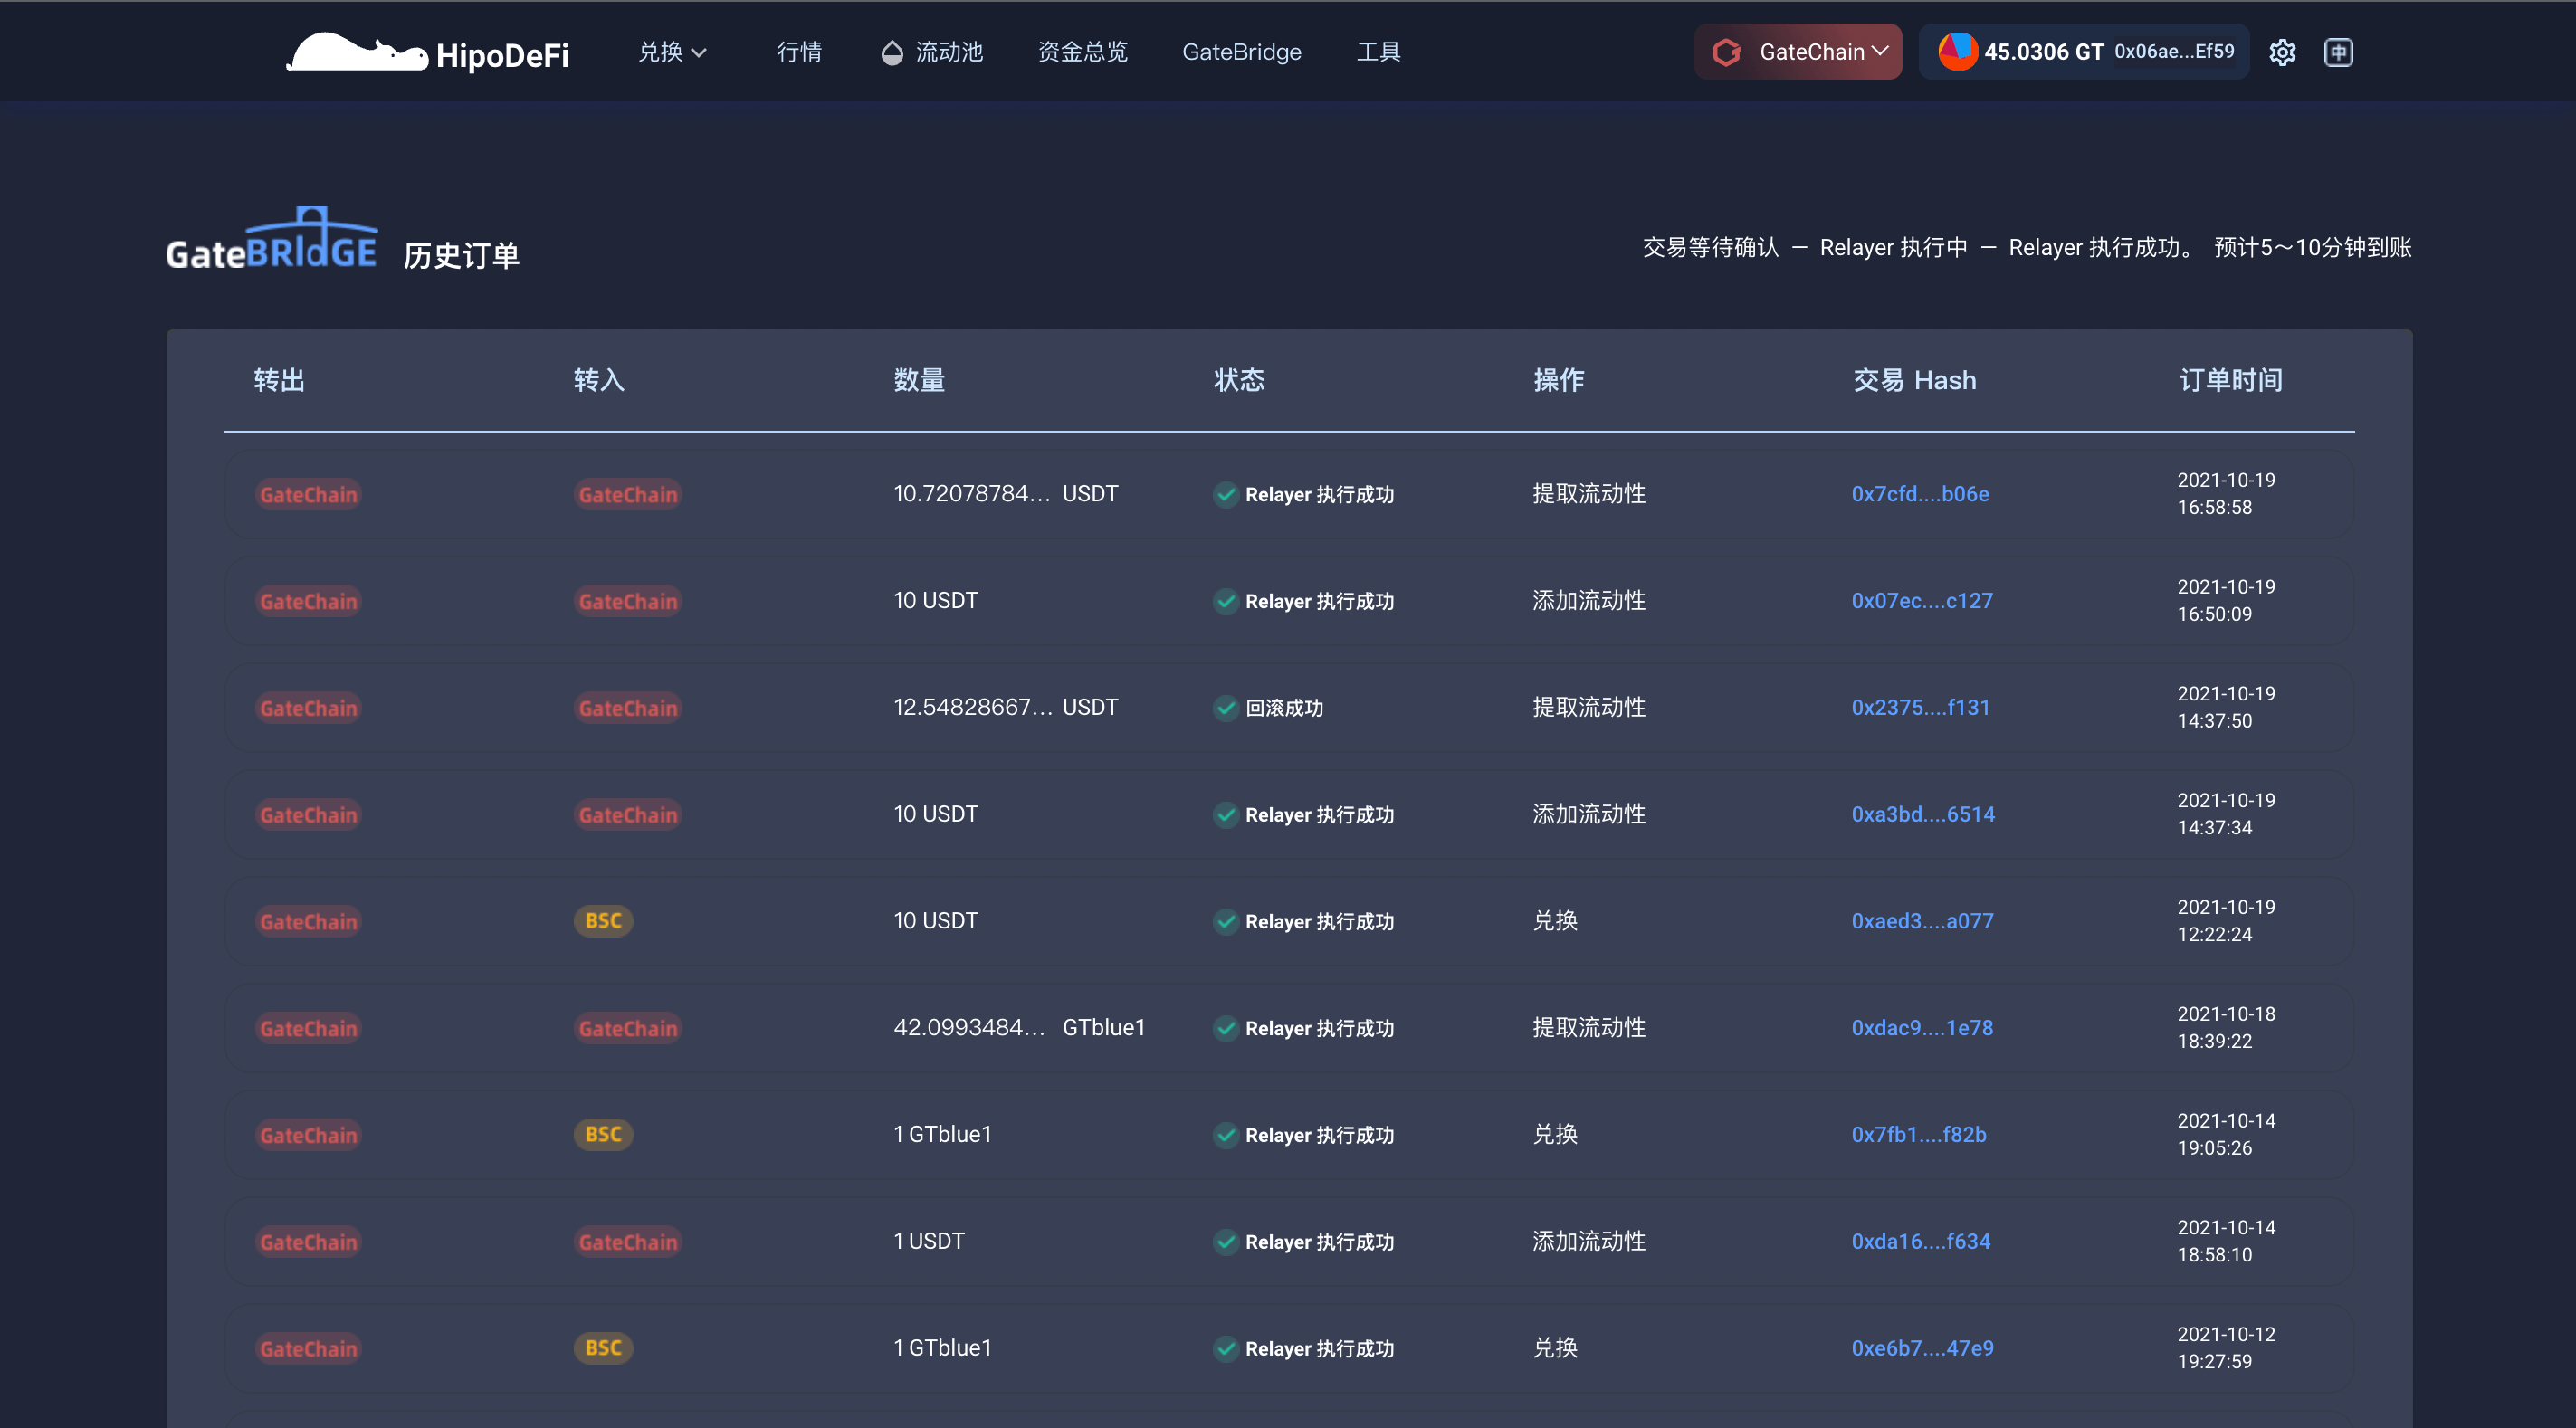 HipoDeFi 兑换 行情 流动池 资金总览 GateBridge 工具 GateChain 45.0306 GT 0x06ae...Ef59 中
GateBRIdGE 历史订单 交易等待确认 — Relayer 执行中 — Relayer 执行成功。 预计5～10分钟到账
转出 转入 数量 状态 操作 交易 Hash 订单时间
GateChain GateChain 10.72078784... USDT Relayer 执行成功 提取流动性 0x7cfd....b06e 2021-10-19
16:58:58
GateChain GateChain 10 USDT Relayer 执行成功 添加流动性 0x07ec....c127 2021-10-19
16:50:09
GateChain GateChain 12.54828667... USDT 回滚成功 提取流动性 0x2375....f131 2021-10-19
14:37:50
GateChain GateChain 10 USDT Relayer 执行成功 添加流动性 0xa3bd....6514 2021-10-19
14:37:34
GateChain BSC 10 USDT Relayer 执行成功 兑换 0xaed3....a077 2021-10-19
12:22:24
GateChain GateChain 42.0993484... GTblue1 Relayer 执行成功 提取流动性 0xdac9....1e78 2021-10-18
18:39:22
GateChain BSC 1 GTblue1 Relayer 执行成功 兑换 0x7fb1....f82b 2021-10-14
19:05:26
GateChain GateChain 1 USDT Relayer 执行成功 添加流动性 0xda16....f634 2021-10-14
18:58:10
GateChain BSC 1 GTblue1 Relayer 执行成功 兑换 0xe6b7....47e9 2021-10-12
19:27:59